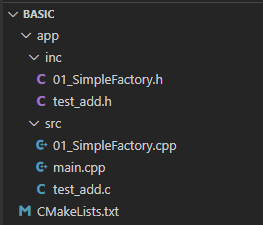 BASIC
app
inc
01_SimpleFactory.h
test_add.h
src
01_SimpleFactory.cpp
main.cpp
test_add.c
CMakeLists.txt